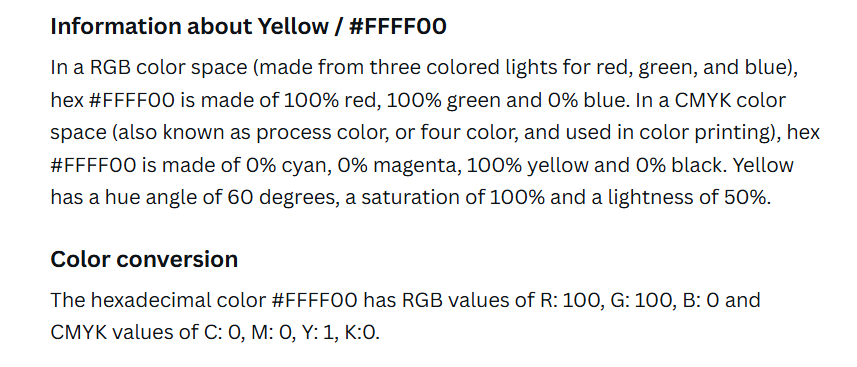 Information about Yellow / #FFFF00
In a RGB color space (made from three colored lights for red, green, and blue),
hex #FFFF00 is made of 100% red, 100% green and 0% blue. In a CMYK color
space (also known as process color, or four color, and used in color printing), hex
#FFFF00 is made of 0% cyan, 0% magenta, 100% yellow and 0% black. Yellow
has a hue angle of 60 degrees, a saturation of 100% and a lightness of 50%.
Color conversion
The hexadecimal color #FFFF00 has RGB values of R: 100, G: 100, B: 0 and
CMYK values of C: 0, M: 0, Y: 1, K:0.